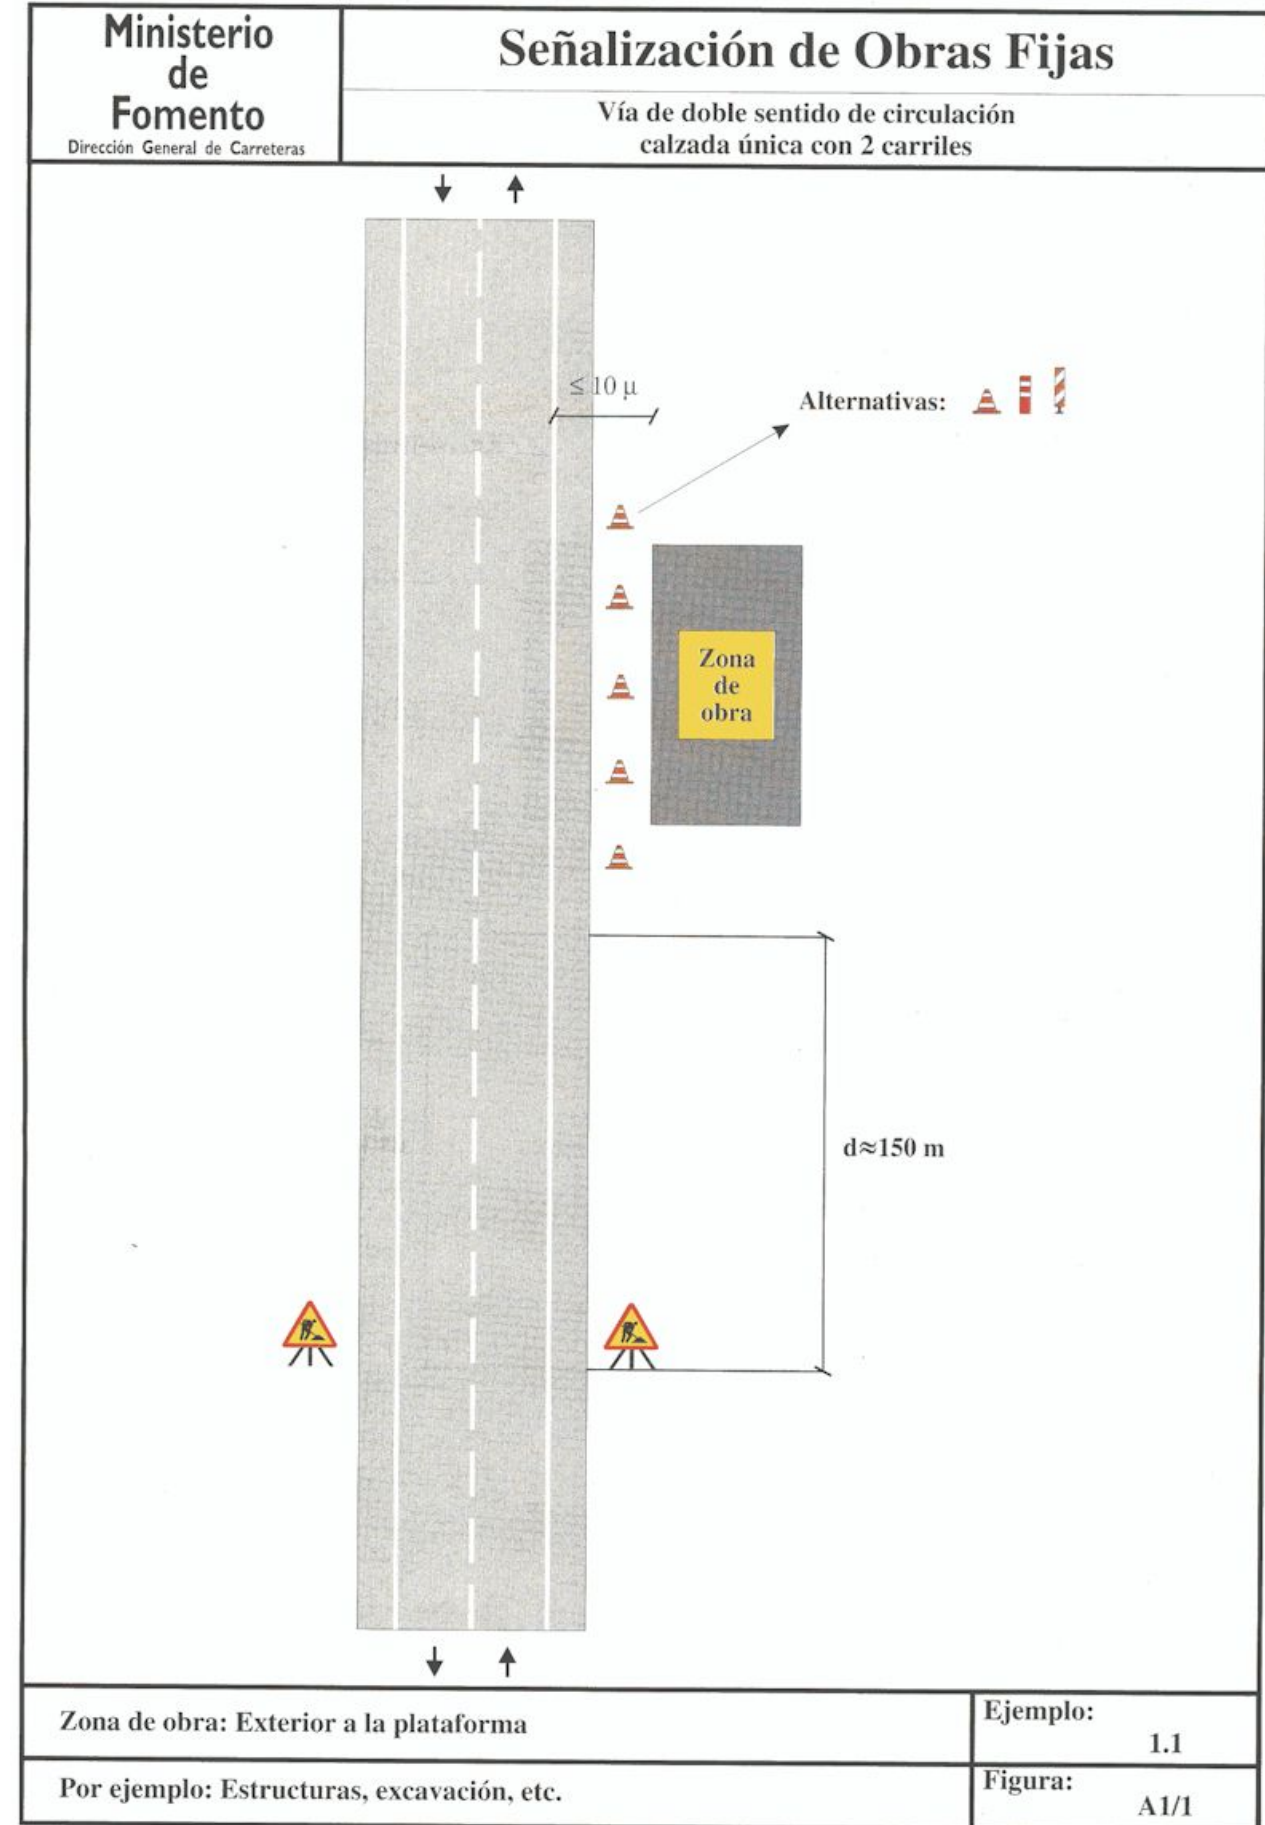 Ministerio
de
Fomento
Dirección General de Carreteras
Señalización de Obras Fijas
Vía de doble sentido de circulación
calzada única con 2 carriles
≤ 10 µ
Alternativas:
Zona
de
obra
d≈150 m
Zona de obra: Exterior a la plataforma
Ejemplo:
1.1
Por ejemplo: Estructuras, excavación, etc.
Figura:
A1/1